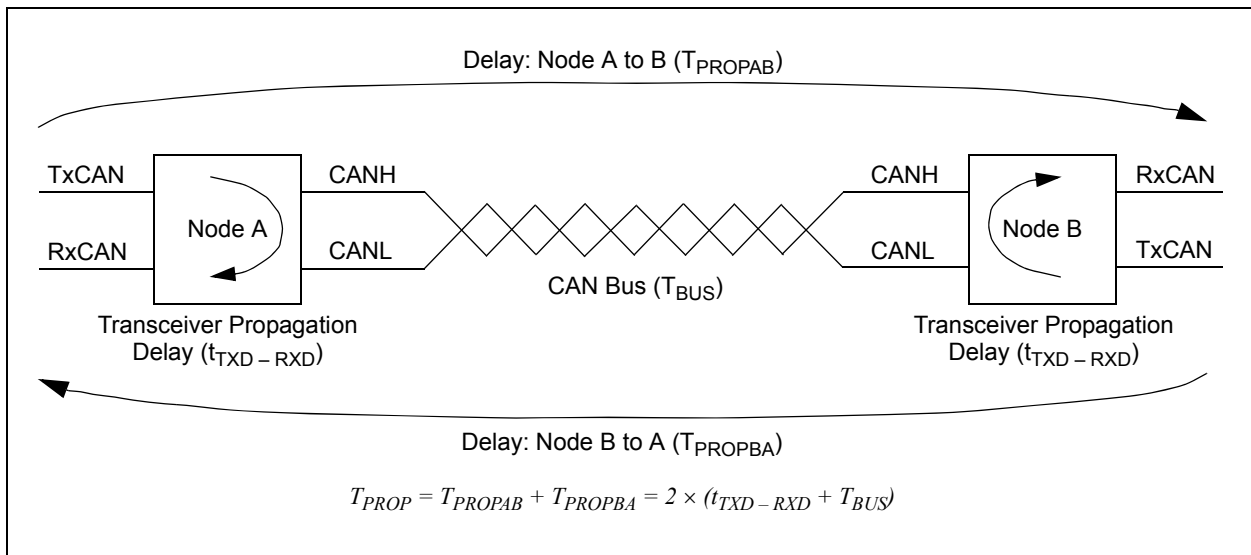 Delay: Node A to B (TPROPAB)
TxCAN
CANH
CANH
RxCAN
Node A
Node B
RxCAN
CANL
CANL
TxCAN
CAN Bus (TBUS)
Transceiver Propagation
Delay (tTXD – RXD)
Transceiver Propagation
Delay (tTXD – RXD)
Delay: Node B to A (TPROPBA)
TPROP = TPROPAB + TPROPBA = 2 × (tTXD – RXD + TBUS)